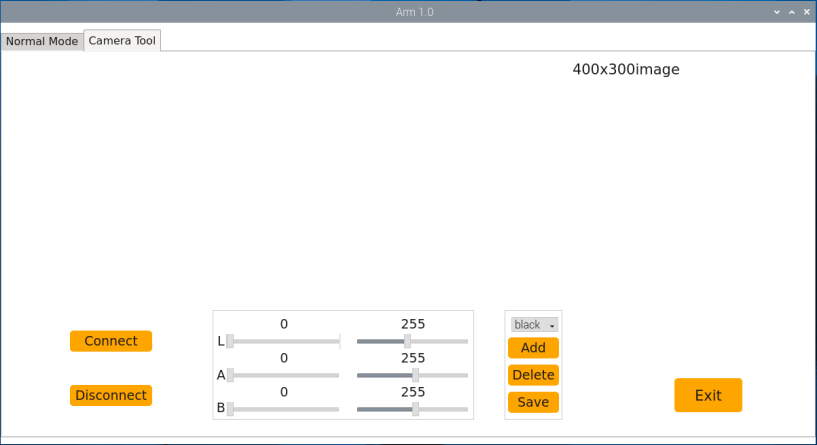 Arm 1.0
Normal Mode Camera Tool
400x300image
0 255
L
0 255
A
0 255
B
black
Add
Delete
Save
Connect
Disconnect
Exit